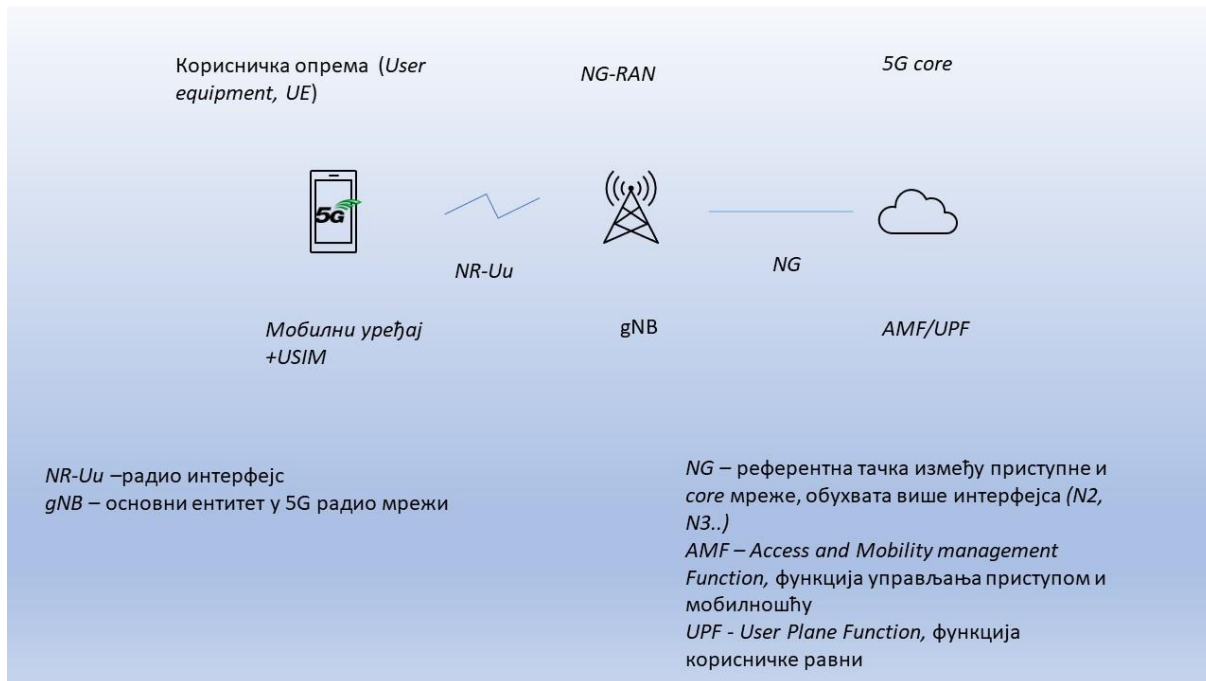 Корисничка опрема (User
equipment, UE)
NG-RAN
5G core
5G
NR-Uu
NG
Мобилни уређај
+USIM
gNB
AMF/UPF
NR-Uu –радио интерфејс
gNB – основни ентитет у 5G радио мрежи
NG – референтна тачка између приступне и
core мреже, обухвата више интерфејса (N2,
N3..)
AMF – Access and Mobility management
Function, функција управљања приступом и
мобилношћу
UPF - User Plane Function, функција
корисничке равни